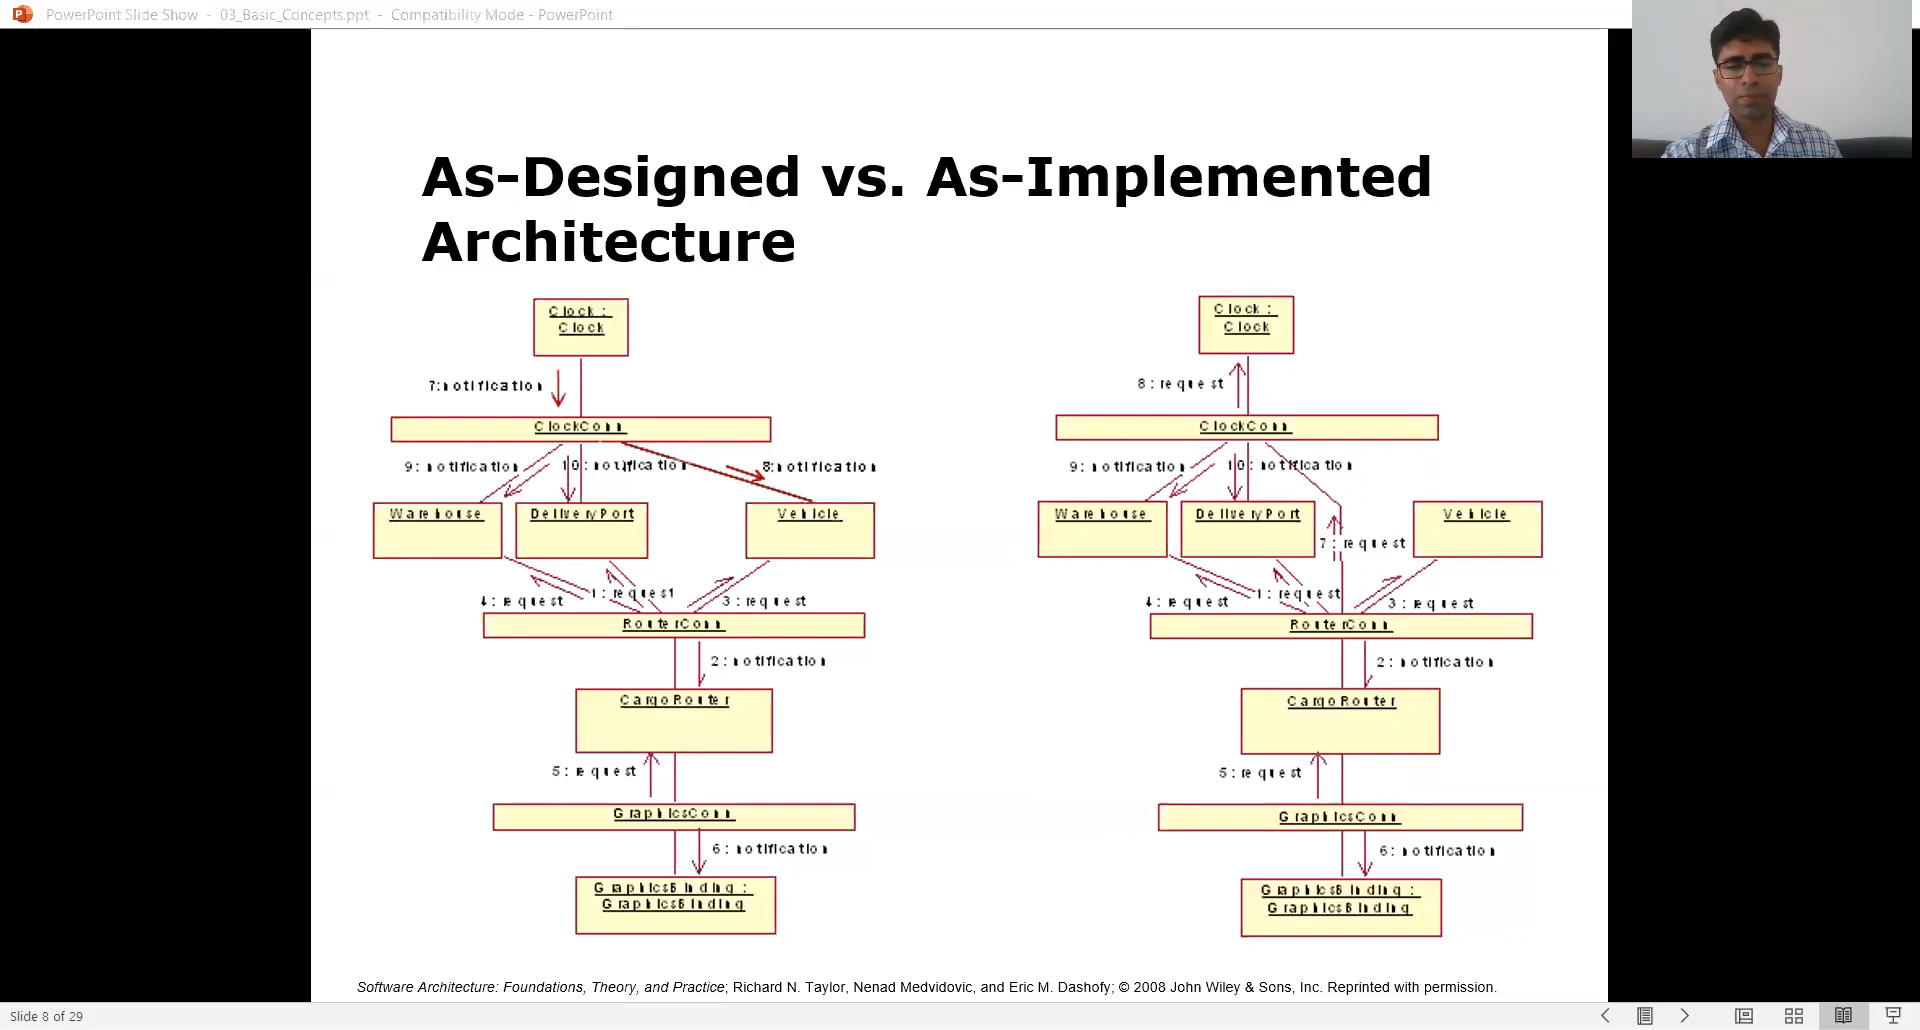 PowerPoint Slide Show - 03_Basic_Concepts.ppt - Compatibility Mode - PowerPoint
As-Designed vs. As-Implemented
Architecture
Clock :
Clock
7:notification
ClockConn
9: notification
10: notification
8:notification
Warehouse
DeliveryPort
Vehicle
4: request
1: request
3: request
RouterConn
2: notification
CargoRouter
5: request
GraphicsConn
6: notification
GraphicsBinding :
GraphicsBinding
Clock :
Clock
8: request
ClockConn
9: notification
10: notification
Warehouse
DeliveryPort
Vehicle
7: request
4: request
1: request
3: request
RouterConn
2: notification
CargoRouter
5: request
GraphicsConn
6: notification
GraphicsBinding :
GraphicsBinding
Software Architecture: Foundations, Theory, and Practice; Richard N. Taylor, Nenad Medvidovic, and Eric M. Dashofy; © 2008 John Wiley & Sons, Inc. Reprinted with permission.
Slide 8 of 29